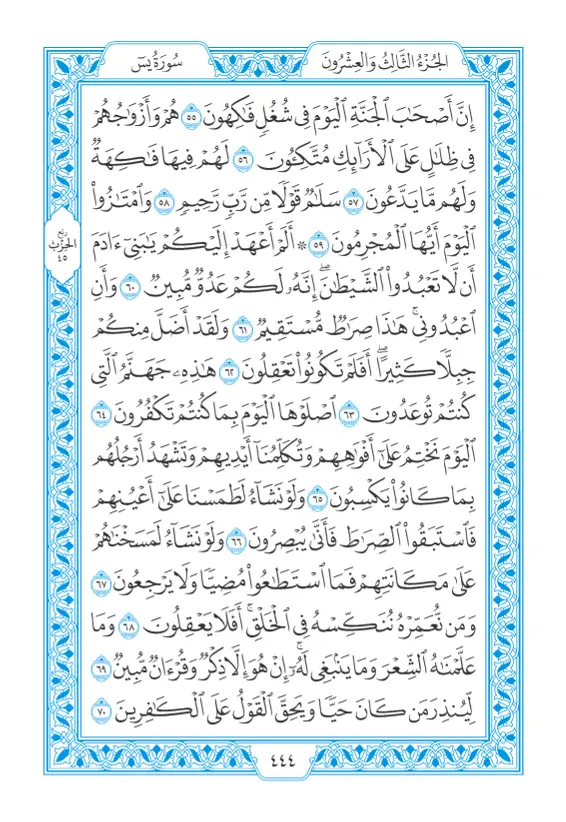 الجُزْءُ الثَّالِثُ وَالعِشْرُونَ
سُورَةُ يسٓ
إِنَّ أَصْحَٰبَ ٱلْجَنَّةِ ٱلْيَوْمَ فِى شُغُلٍ فَٰكِهُونَ ٥٥ هُمْ وَأَزْوَٰجُهُمْ
فِى ظِلَٰلٍ عَلَى ٱلْأَرَآئِكِ مُتَّكِـُٔونَ ٥٦ لَهُمْ فِيهَا فَٰكِهَةٌ
وَلَهُم مَّا يَدَّعُونَ ٥٧ سَلَٰمٌ قَوْلًا مِّن رَّبٍّ رَّحِيمٍ ٥٨ وَٱمْتَٰزُوا۟
ٱلْيَوْمَ أَيُّهَا ٱلْمُجْرِمُونَ ٥٩ ۞ أَلَمْ أَعْهَدْ إِلَيْكُمْ يَٰبَنِىٓ ءَادَمَ
أَن لَّا تَعْبُدُوا۟ ٱلشَّيْطَٰنَ ۖ إِنَّهُۥ لَكُمْ عَدُوٌّ مُّبِينٌ ٦٠ وَأَنِ
ٱعْبُدُونِى ۚ هَٰذَا صِرَٰطٌ مُّسْتَقِيمٌ ٦١ وَلَقَدْ أَضَلَّ مِنكُمْ
جِبِلًّا كَثِيرًا ۖ أَفَلَمْ تَكُونُوا۟ تَعْقِلُونَ ٦٢ هَٰذِهِۦ جَهَنَّمُ ٱلَّتِى
كُنتُمْ تُوعَدُونَ ٦٣ ٱصْلَوْهَا ٱلْيَوْمَ بِمَا كُنتُمْ تَكْفُرُونَ ٦٤
ٱلْيَوْمَ نَخْتِمُ عَلَىٰٓ أَفْوَٰهِهِمْ وَتُكَلِّمُنَآ أَيْدِيهِمْ وَتَشْهَدُ أَرْجُلُهُم
بِمَا كَانُوا۟ يَكْسِبُونَ ٦٥ وَلَوْ نَشَآءُ لَطَمَسْنَا عَلَىٰٓ أَعْيُنِهِمْ
فَٱسْتَبَقُوا۟ ٱلصِّرَٰطَ فَأَنَّىٰ يُبْصِرُونَ ٦٦ وَلَوْ نَشَآءُ لَمَسَخْنَٰهُمْ
عَلَىٰ مَكَانَتِهِمْ فَمَا ٱسْتَطَٰعُوا۟ مُضِيًّا وَلَا يَرْجِعُونَ ٦٧
وَمَن نُّعَمِّرْهُ نُنَكِّسْهُ فِى ٱلْخَلْقِ ۖ أَفَلَا يَعْقِلُونَ ٦٨ وَمَا
عَلَّمْنَٰهُ ٱلشِّعْرَ وَمَا يَنۢبَغِى لَهُۥٓ ۚ إِنْ هُوَ إِلَّا ذِكْرٌ وَقُرْءَانٌ مُّبِينٌ ٦٩
لِّيُنذِرَ مَن كَانَ حَيًّا وَيَحِقَّ ٱلْقَوْلُ عَلَى ٱلْكَٰفِرِينَ ٧٠
رُبْع
الحِزْب
٤٥
٤٤٤